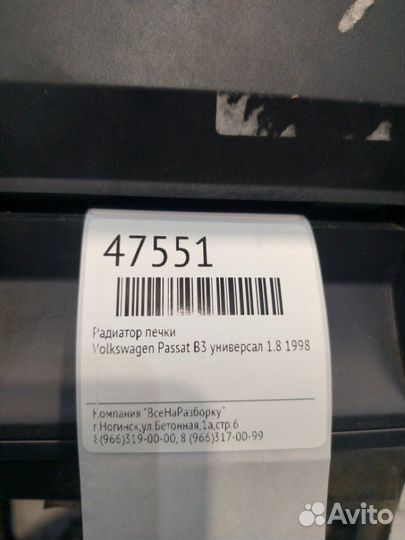 47551
Радиатор печки
Volkswagen Passat B3 универсал 1.8 1998
Компания "ВсеНаРазборку"
г.Ногинск,ул.Бетонная,1а,стр.6
8(966)319-00-00, 8 (966)317-00-99
Avito